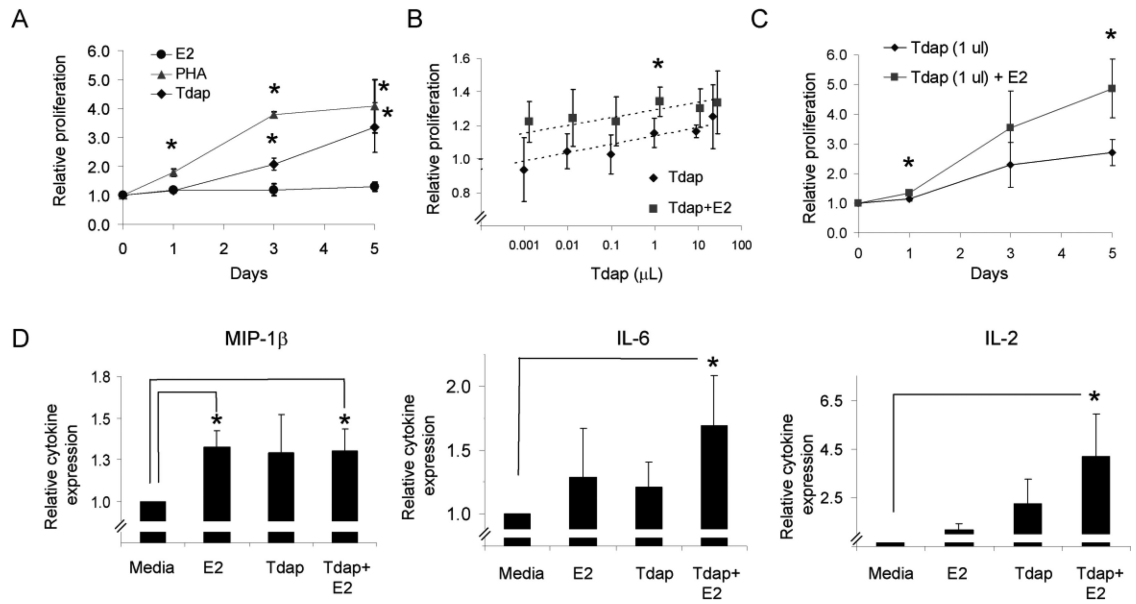 A
E2
PHA
Tdap
Relative proliferation
6.0
5.0
4.0
3.0
2.0
1.0
0.0
*
*
*
*
*
0
1
3
5
Days
B
Relative proliferation
1.6
1.4
1.2
1.0
0.8
*
Tdap
Tdap+E2
0.001
0.01
0.1
1
10
100
Tdap (μL)
C
Tdap (1 ul)
Tdap (1 ul) + E2
Relative proliferation
6.0
5.0
4.0
3.0
2.0
1.0
0.0
*
*
0
1
3
5
Days
D
MIP-1β
Relative cytokine
expression
1.8
1.3
1.0
*
*
Media
E2
Tdap
Tdap+
E2
IL-6
Relative cytokine
expression
2.0
1.5
1.0
*
Media
E2
Tdap
Tdap+
E2
IL-2
Relative cytokine
expression
6.5
4.5
2.5
*
Media
E2
Tdap
Tdap+
E2